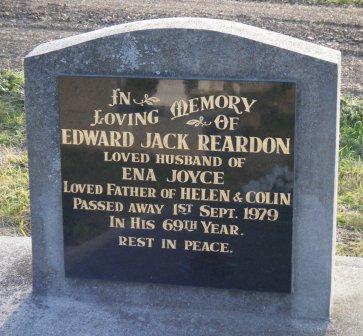 In
Loving Memory
of
EDWARD JACK REARDON
LOVED HUSBAND OF
ENA JOYCE
LOVED FATHER OF HELEN & COLIN
PASSED AWAY 1ST SEPT. 1979
IN HIS 69TH YEAR.
REST IN PEACE.